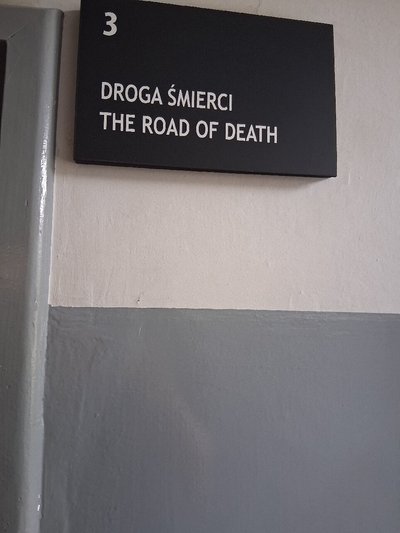 3
DROGA ŚMIERCI
THE ROAD OF DEATH